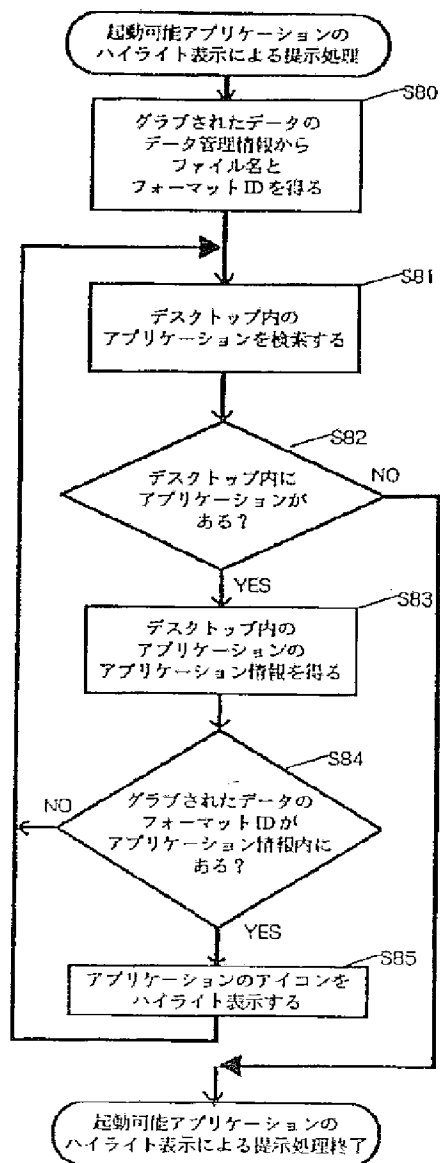 起動可能アプリケーションの
ハイライト表示による提示処理
S80
グラブされたデータの
データ管理情報から
ファイル名と
フォーマットIDを得る
S81
デスクトップ内の
アプリケーションを検索する
S82
デスクトップ内に
アプリケーションが
ある?
NO
YES
S83
デスクトップ内の
アプリケーションの
アプリケーション情報を得る
S84
NO
グラブされたデータの
フォーマットIDが
アプリケーション情報内に
ある?
YES
S85
アプリケーションのアイコンを
ハイライト表示する
起動可能アプリケーションの
ハイライト表示による提示処理終了